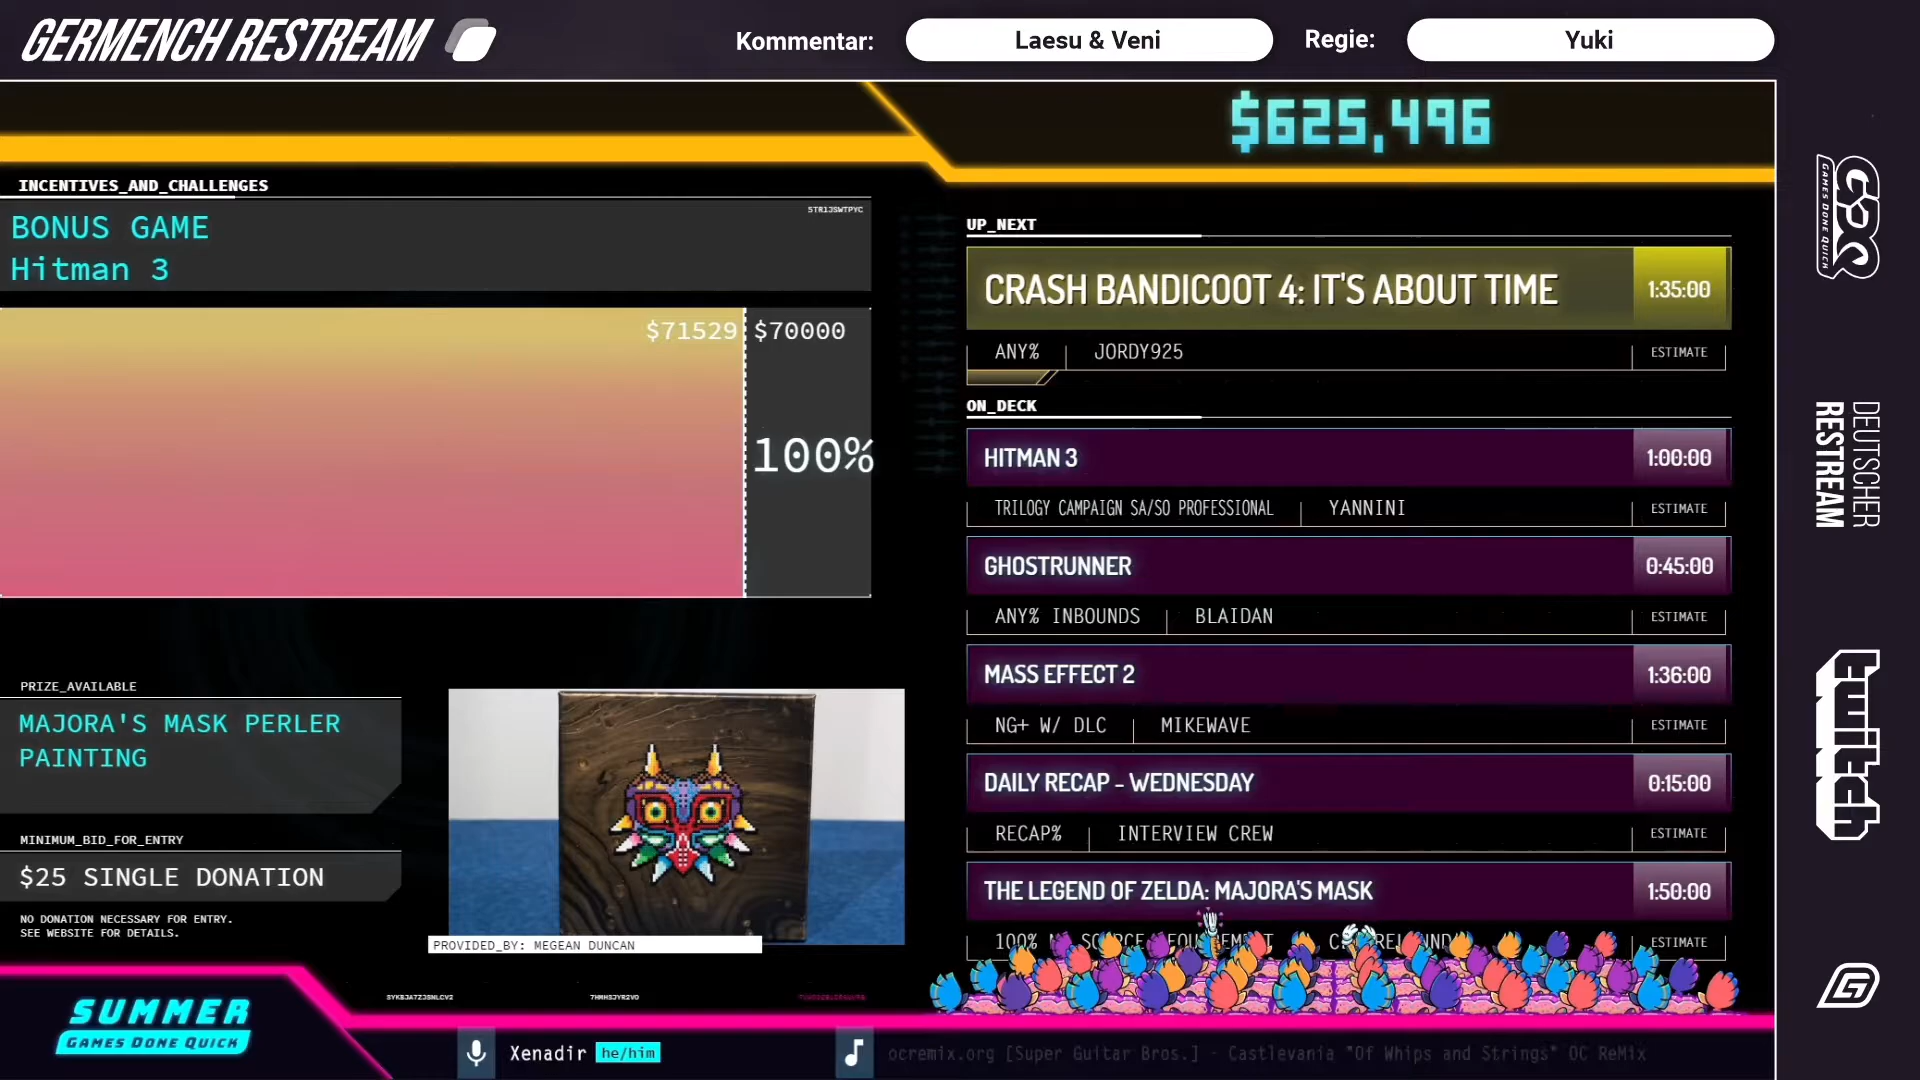 GERMENCH RESTREAM
Kommentar:
Laesu & Veni
Regie:
Yuki
$625,496
INCENTIVES_AND_CHALLENGES
BONUS GAME
Hitman 3
$71529
$70000
100%
PRIZE_AVAILABLE
MAJORA'S MASK PERLER
PAINTING
MINIMUM_BID_FOR_ENTRY
$25 SINGLE DONATION
NO DONATION NECESSARY FOR ENTRY.
SEE WEBSITE FOR DETAILS.
PROVIDED_BY: MEGEAN DUNCAN
UP_NEXT
CRASH BANDICOOT 4: IT'S ABOUT TIME
1:35:00
ANY%
JORDY925
ESTIMATE
ON_DECK
HITMAN 3
1:00:00
TRILOGY CAMPAIGN SA/SO PROFESSIONAL
YANNINI
ESTIMATE
GHOSTRUNNER
0:45:00
ANY% INBOUNDS
BLAIDAN
ESTIMATE
MASS EFFECT 2
1:36:00
NG+ W/ DLC
MIKEWAVE
ESTIMATE
DAILY RECAP - WEDNESDAY
0:15:00
RECAP%
INTERVIEW CREW
ESTIMATE
THE LEGEND OF ZELDA: MAJORA'S MASK
1:50:00
100%
ESTIMATE
SUMMER
GAMES DONE QUICK
Xenadir he/him
ocremix.org [Super Guitar Bros.] - Castlevania "Of Whips and Strings" OC ReMix
GDQ
GAMES DONE QUICK
DEUTSCHER
RESTREAM
twitch